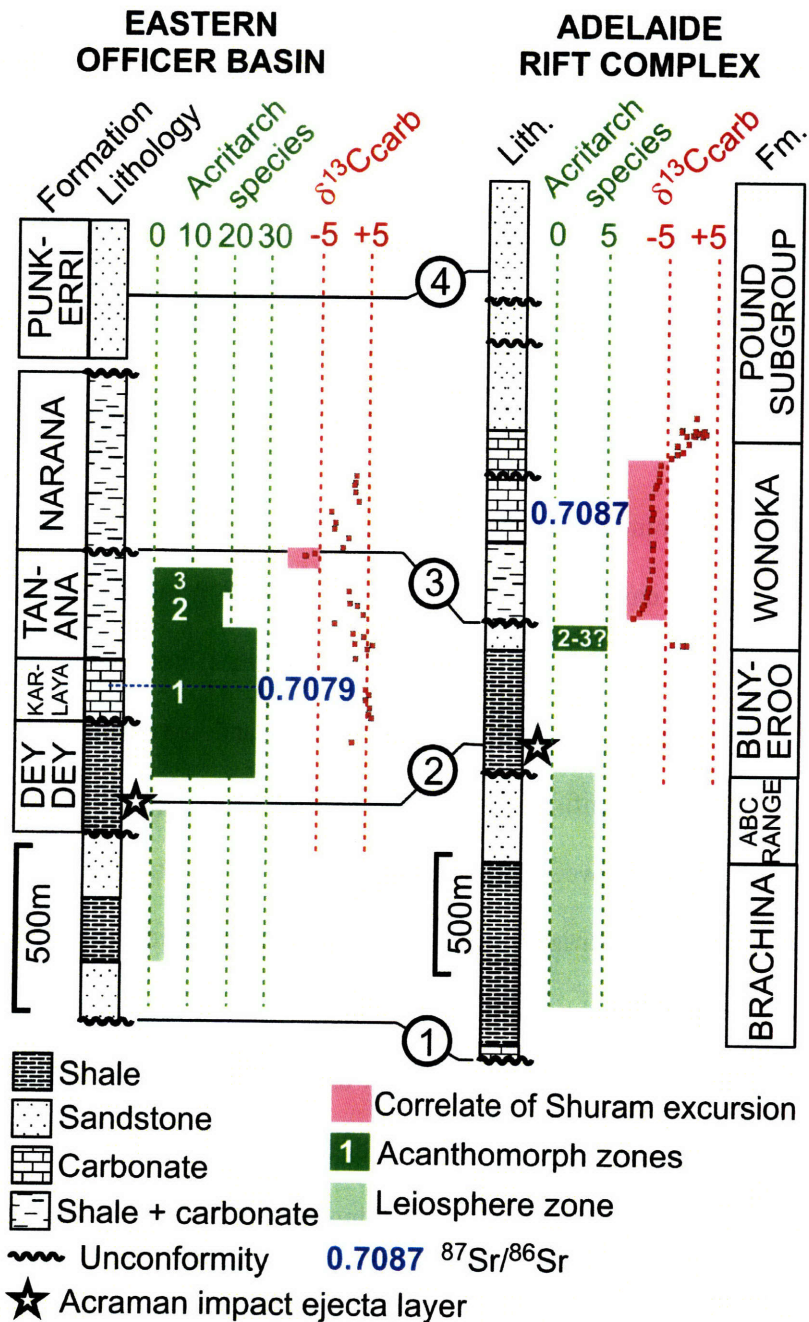 EASTERN
OFFICER BASIN
ADELAIDE
RIFT COMPLEX
Formation
Lithology
Acritarch
species
δ13Ccarb
Lith.
Acritarch
species
δ13Ccarb
Fm.
0 10 20 30 -5 +5
0 5 -5 +5
PUNK-
ERRI
NARANA
TAN-
ANA
KAR-
LAYA
DEY
DEY
3
2
1
0.7079
500m
4
3
2
1
0.7087
2-3?
500m
POUND
SUBGROUP
WONOKA
BUNY-
EROO
ABC
RANGE
BRACHINA
Shale
Sandstone
Carbonate
Shale + carbonate
Unconformity
Acraman impact ejecta layer
Correlate of Shuram excursion
1 Acanthomorph zones
Leiosphere zone
0.7087 87Sr/86Sr